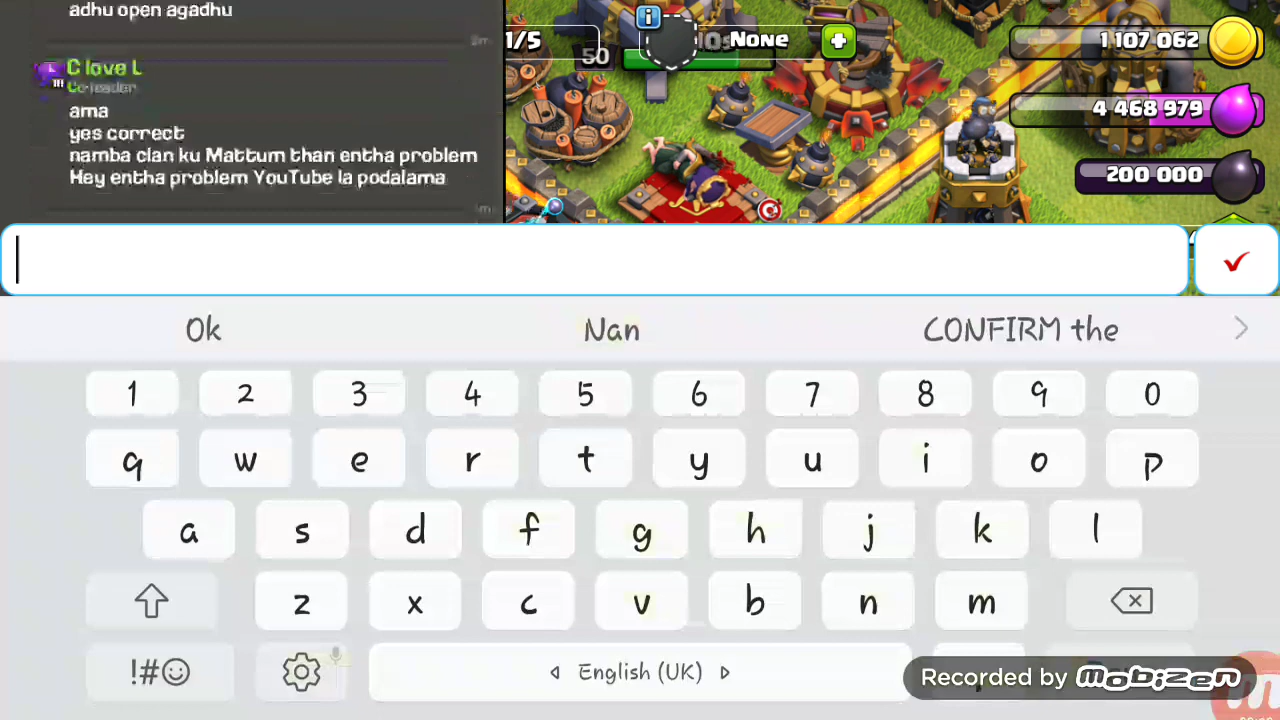 adhu open agadhu
2m
C love L
Co-leader
ama
yes correct
namba clan ku Mattum than entha problem
Hey entha problem YouTube la podalama
1m
1/5
50
None
1 107 062
4 468 979
200 000
Ok
Nan
CONFIRM the
1 2 3 4 5 6 7 8 9 0
q w e r t y u i o p
a s d f g h j k l
z x c v b n m
!#☺
English (UK)
Recorded by Mobizen